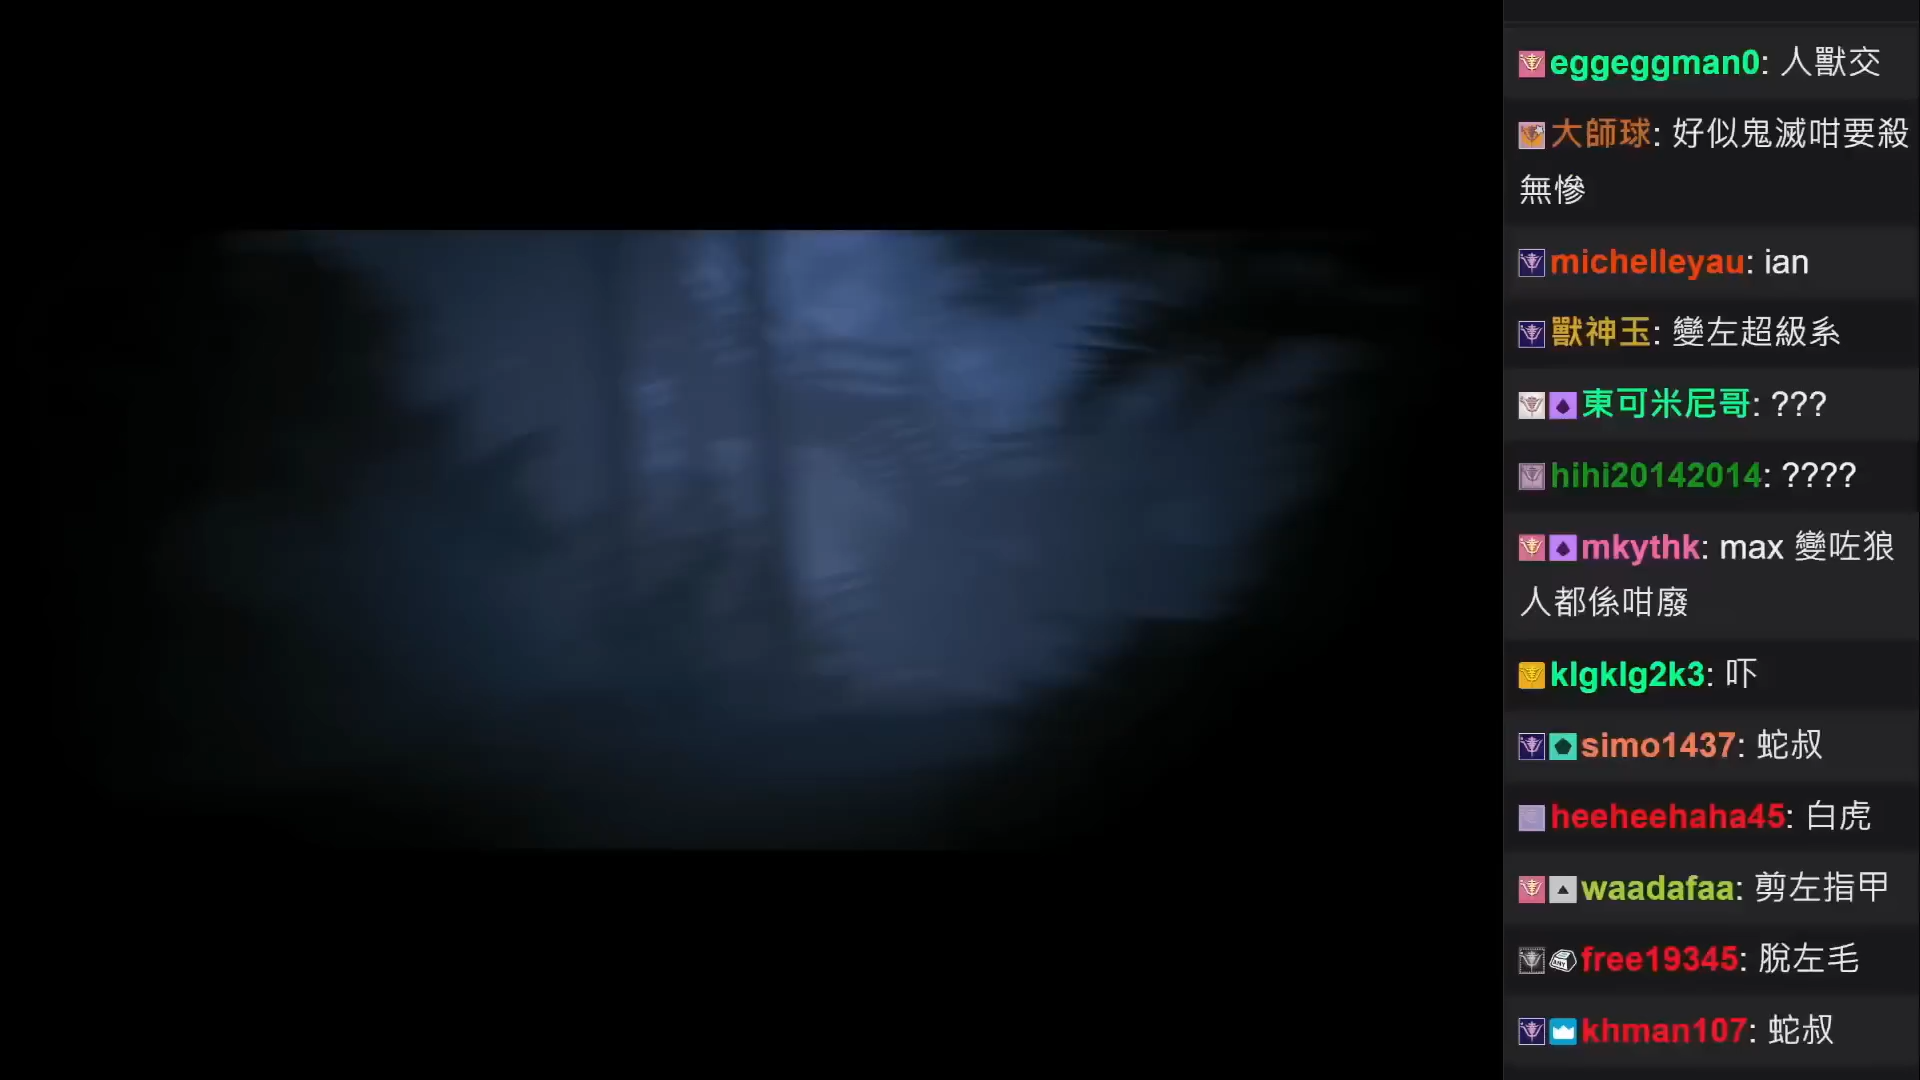 eggeggman0: 人獸交
大師球: 好似鬼滅咁要殺
無慘
michelleyau: ian
獸神玉: 變左超級系
東可米尼哥: ???
hihi20142014: ????
mkythk: max 變咗狼
人都係咁廢
klgklg2k3: 吓
simo1437: 蛇叔
heeheehaha45: 白虎
waadafaa: 剪左指甲
free19345: 脫左毛
khman107: 蛇叔